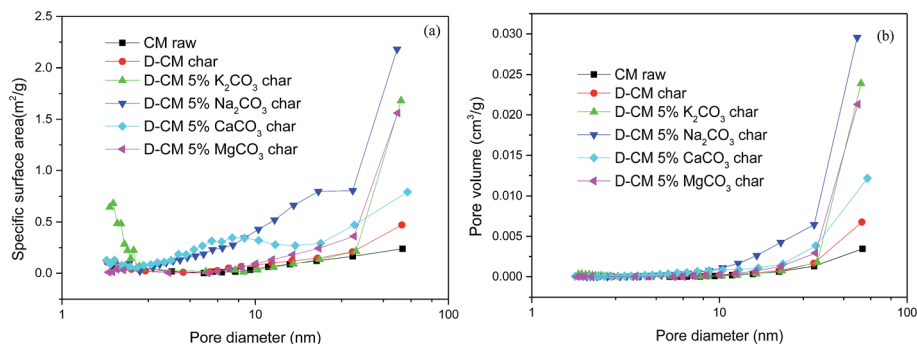 (a)
CM raw
D-CM char
D-CM 5% K₂CO₃ char
D-CM 5% Na₂CO₃ char
D-CM 5% CaCO₃ char
D-CM 5% MgCO₃ char
Specific surface area(m²/g)
2.5
2.0
1.5
1.0
0.5
0.0
1 10 100
Pore diameter (nm)
(b)
CM raw
D-CM char
D-CM 5% K₂CO₃ char
D-CM 5% Na₂CO₃ char
D-CM 5% CaCO₃ char
D-CM 5% MgCO₃ char
Pore volume (cm³/g)
0.030
0.025
0.020
0.015
0.010
0.005
0.000
1 10 100
Pore diameter (nm)